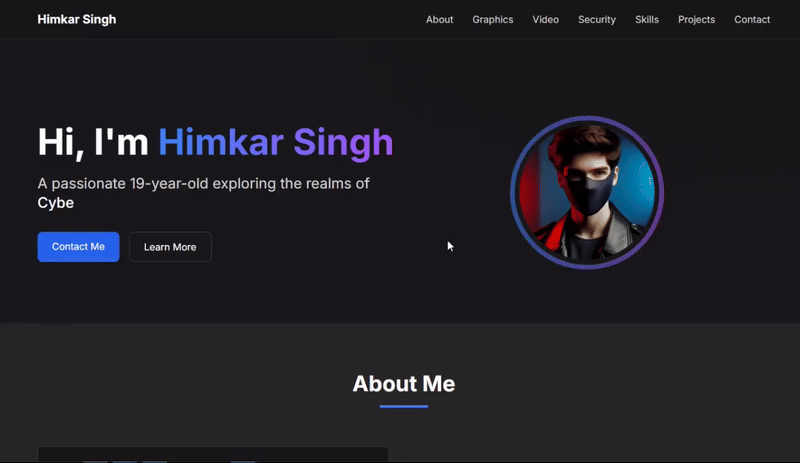 Himkar Singh
About Graphics Video Security Skills Projects Contact
Hi, I'm Himkar Singh
A passionate 19-year-old exploring the realms of
Cybe
Contact Me
Learn More
About Me